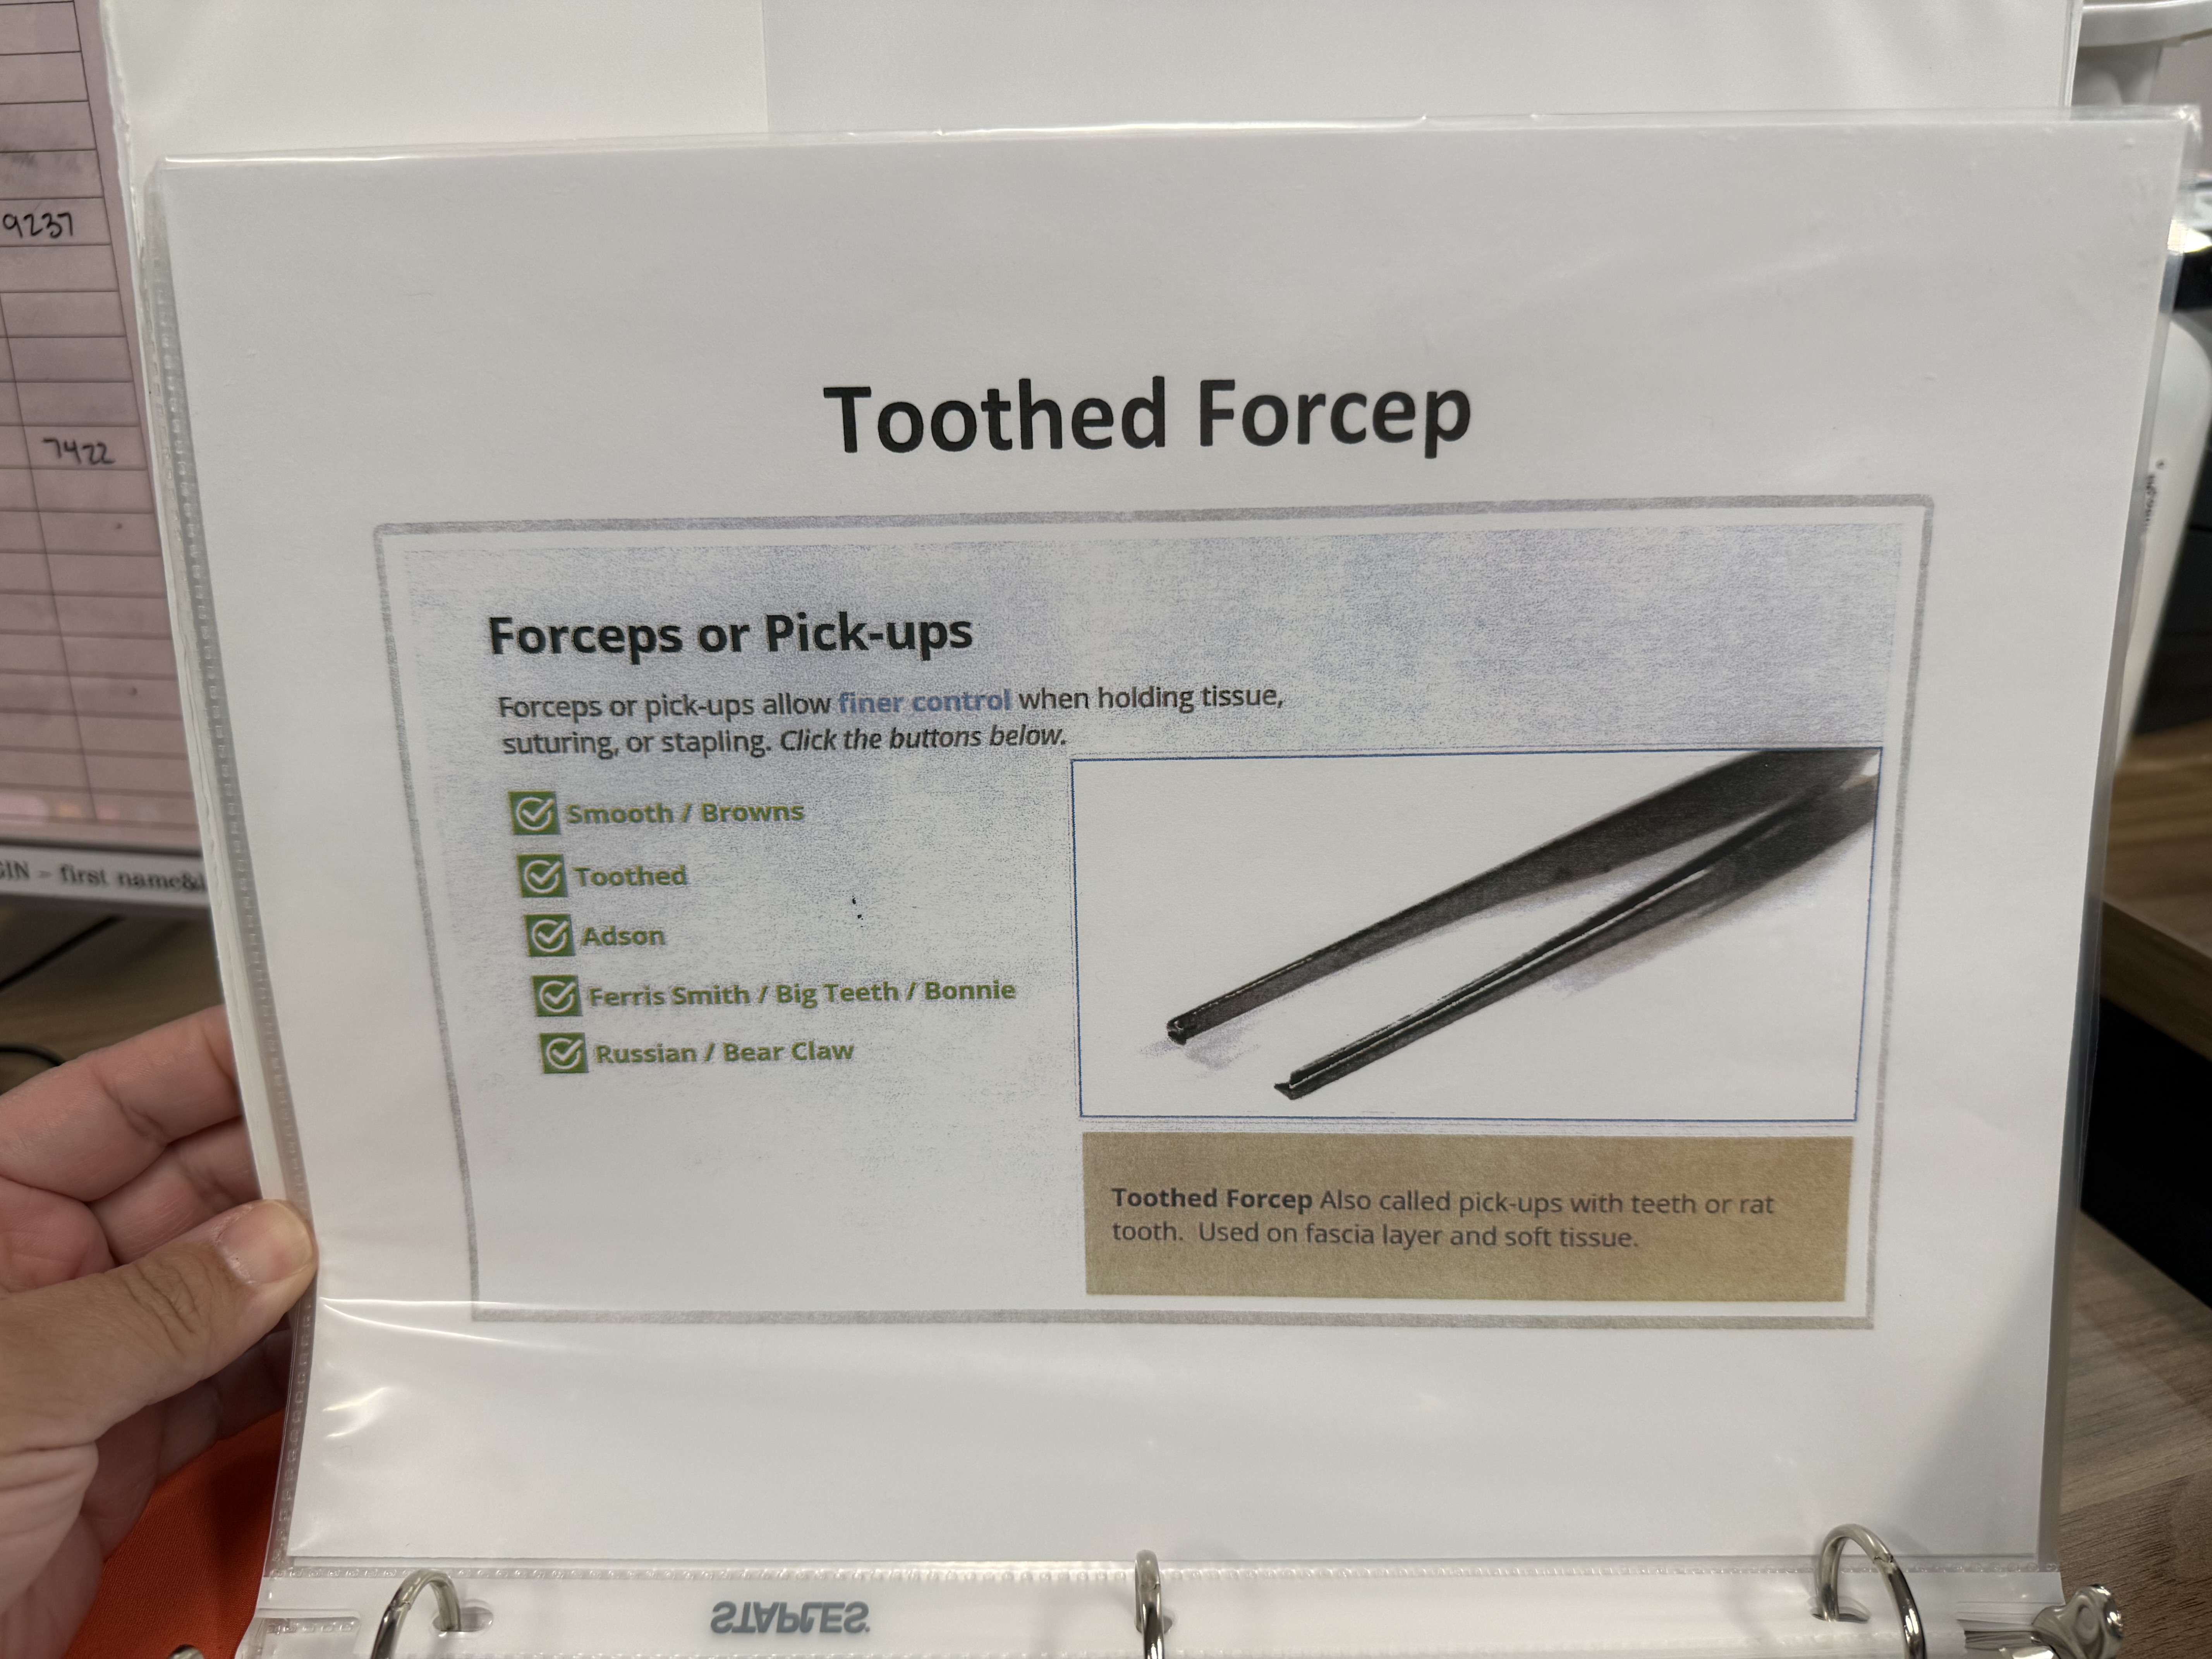 9237
7422
GIN - first name&
Toothed Forcep
Forceps or Pick-ups
Forceps or pick-ups allow finer control when holding tissue,
suturing, or stapling. Click the buttons below.
Smooth / Browns
Toothed
Adson
Ferris Smith / Big Teeth / Bonnie
Russian / Bear Claw
Toothed Forcep Also called pick-ups with teeth or rat
tooth. Used on fascia layer and soft tissue.
STAPLES